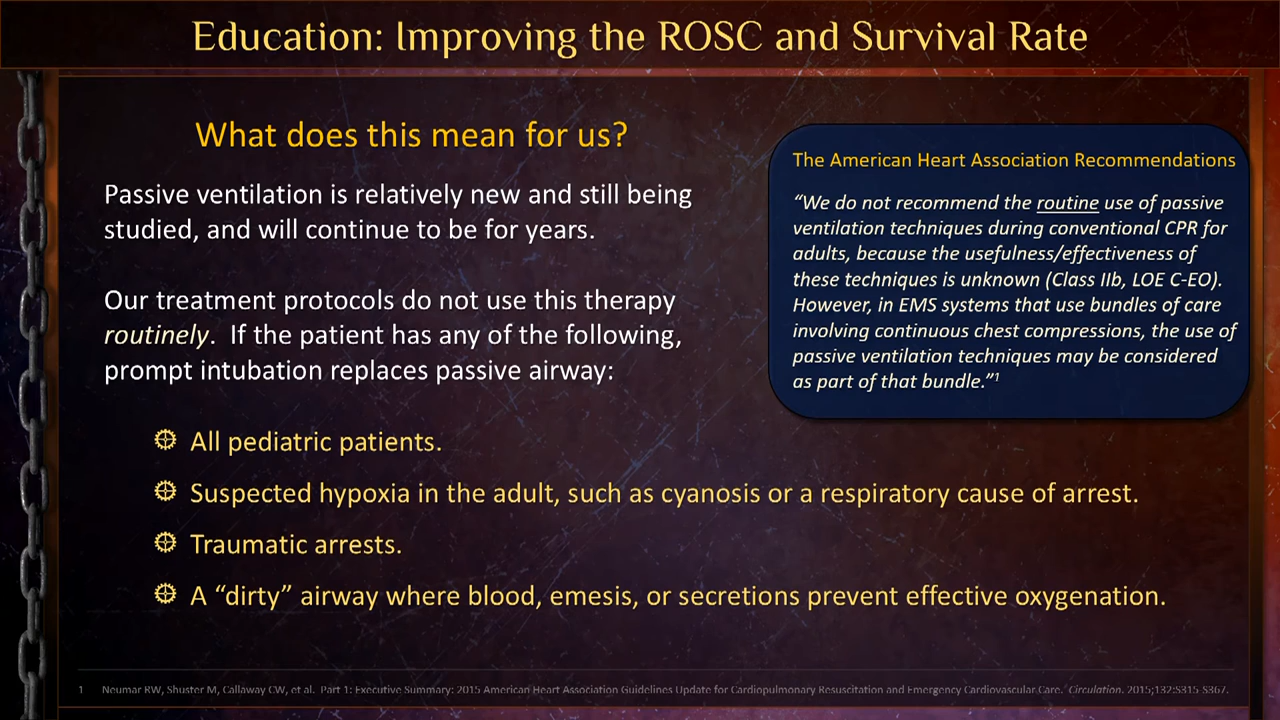 Education: Improving the ROSC and Survival Rate
What does this mean for us?
Passive ventilation is relatively new and still being
studied, and will continue to be for years.
Our treatment protocols do not use this therapy
routinely.  If the patient has any of the following,
prompt intubation replaces passive airway:
All pediatric patients.
Suspected hypoxia in the adult, such as cyanosis or a respiratory cause of arrest.
Traumatic arrests.
A “dirty” airway where blood, emesis, or secretions prevent effective oxygenation.
The American Heart Association Recommendations
“We do not recommend the routine use of passive
ventilation techniques during conventional CPR for
adults, because the usefulness/effectiveness of
these techniques is unknown (Class IIb, LOE C-EO).
However, in EMS systems that use bundles of care
involving continuous chest compressions, the use of
passive ventilation techniques may be considered
as part of that bundle.”1
1 Neumar RW, Shuster M, Callaway CW, et al. Part 1: Executive Summary: 2015 American Heart Association Guidelines Update for Cardiopulmonary Resuscitation and Emergency Cardiovascular Care. Circulation. 2015;132:S315-S367.